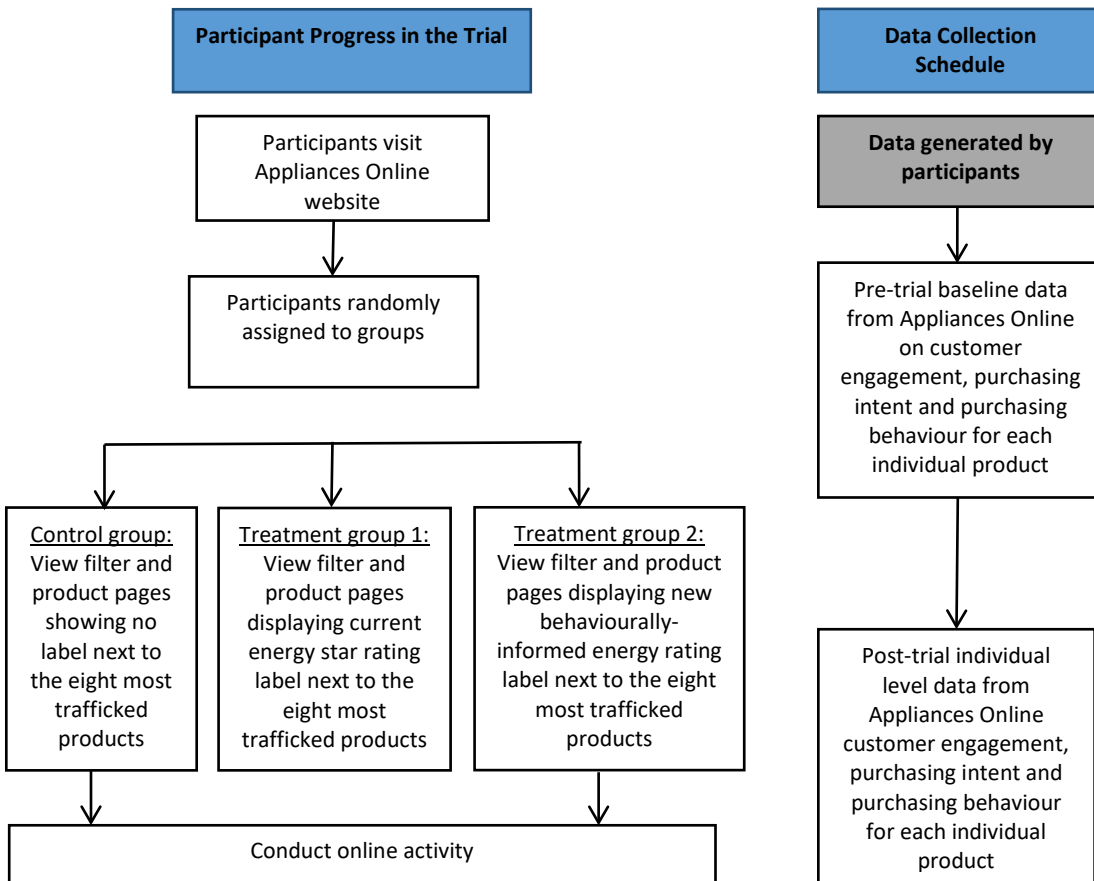 Participant Progress in the Trial
Participants visit
Appliances Online
website
Participants randomly
assigned to groups
Control group:
View filter and
product pages
showing no
label next to
the eight most
trafficked
products
Treatment group 1:
View filter and
product pages
displaying current
energy star rating
label next to the
eight most
trafficked products
Treatment group 2:
View filter and product
pages displaying new
behaviourally-
informed energy rating
label next to the eight
most trafficked
products
Conduct online activity
Data Collection
Schedule
Data generated by
participants
Pre-trial baseline data
from Appliances Online
on customer
engagement, purchasing
intent and purchasing
behaviour for each
individual product
Post-trial individual
level data from
Appliances Online
customer engagement,
purchasing intent and
purchasing behaviour
for each individual
product